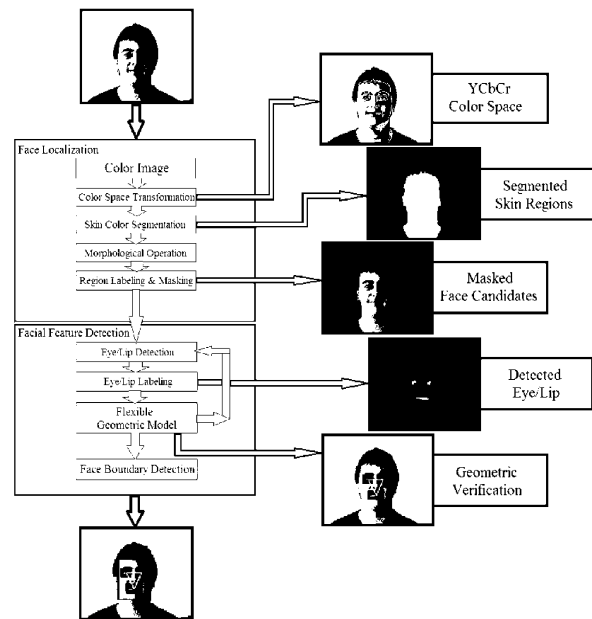 Face Localization
Color Image
Color Space Transformation
Skin Color Segmentation
Morphological Operation
Region Labeling & Masking
Facial Feature Detection
Eye/Lip Detection
Eye/Lip Labeling
Flexible
Geometric Model
Face Boundary Detection
YCbCr
Color Space
Segmented
Skin Regions
Masked
Face Candidates
Detected
Eye/Lip
Geometric
Verification